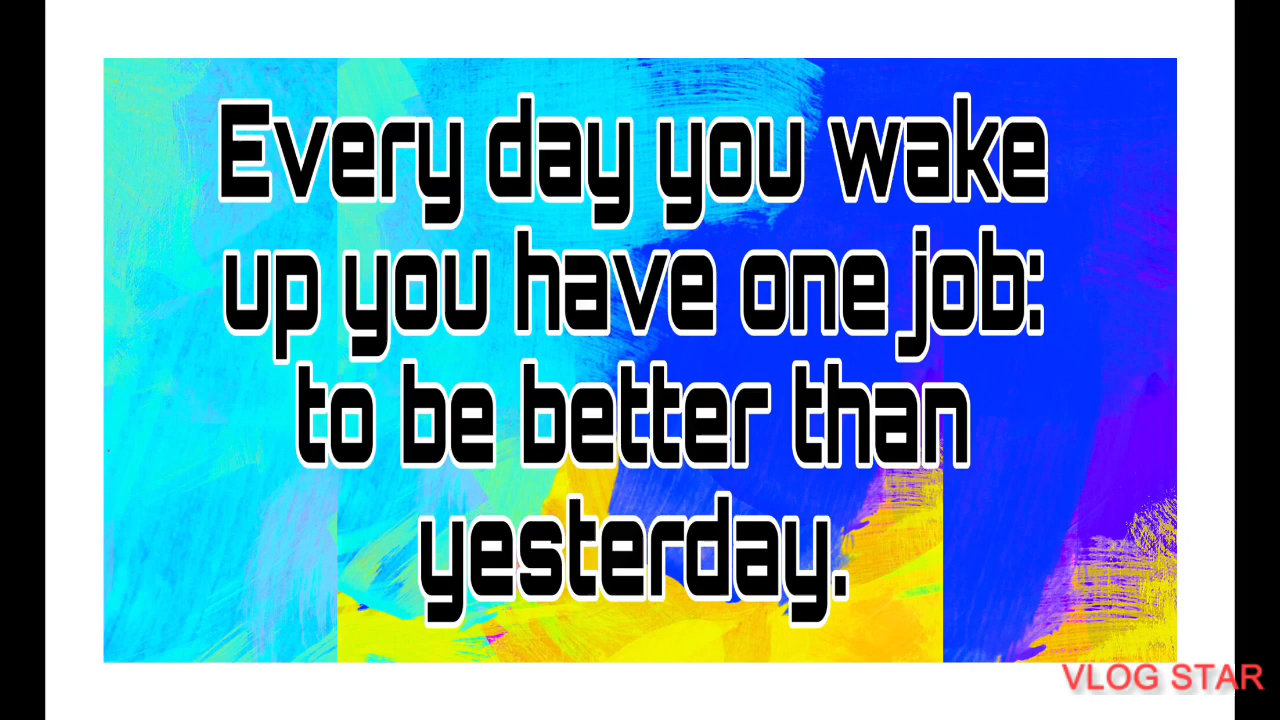 Every day you wake
up you have one job:
to be better than
yesterday.
VLOG STAR